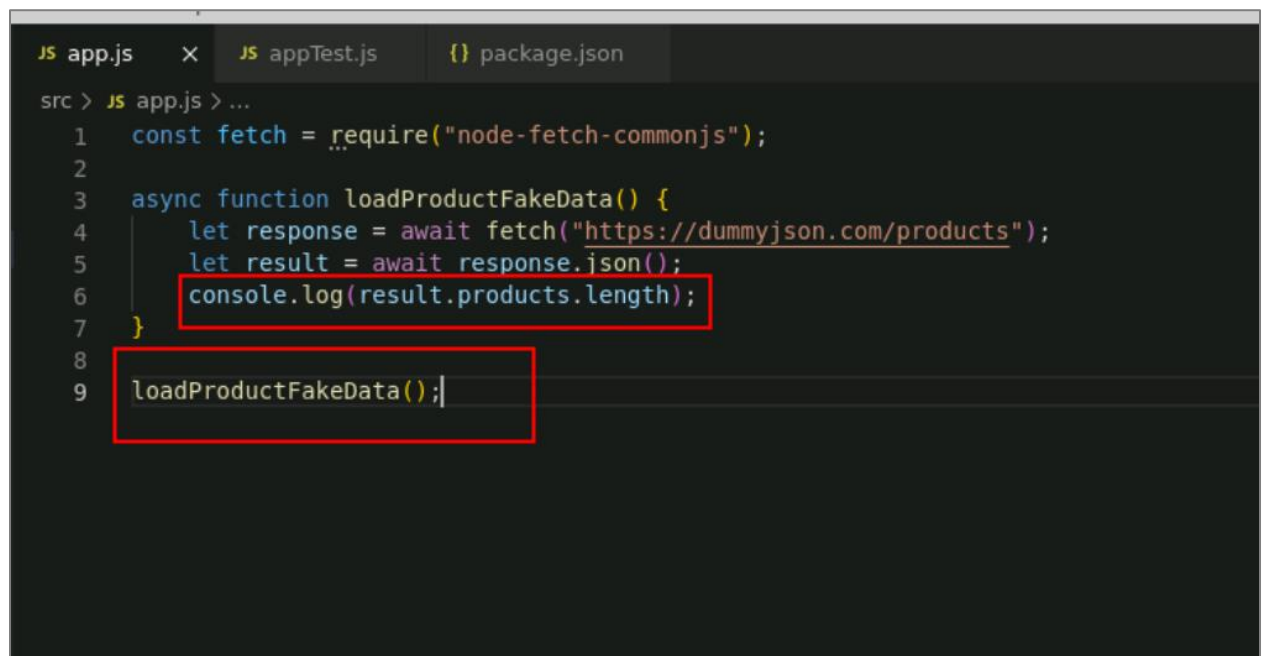 JS app.js × JS appTest.js {} package.json
src > JS app.js > ...
1 const fetch = require("node-fetch-commonjs");
2
3 async function loadProductFakeData() {
4 let response = await fetch("https://dummyjson.com/products");
5 let result = await response.json();
6 console.log(result.products.length);
7 }
8
9 loadProductFakeData();